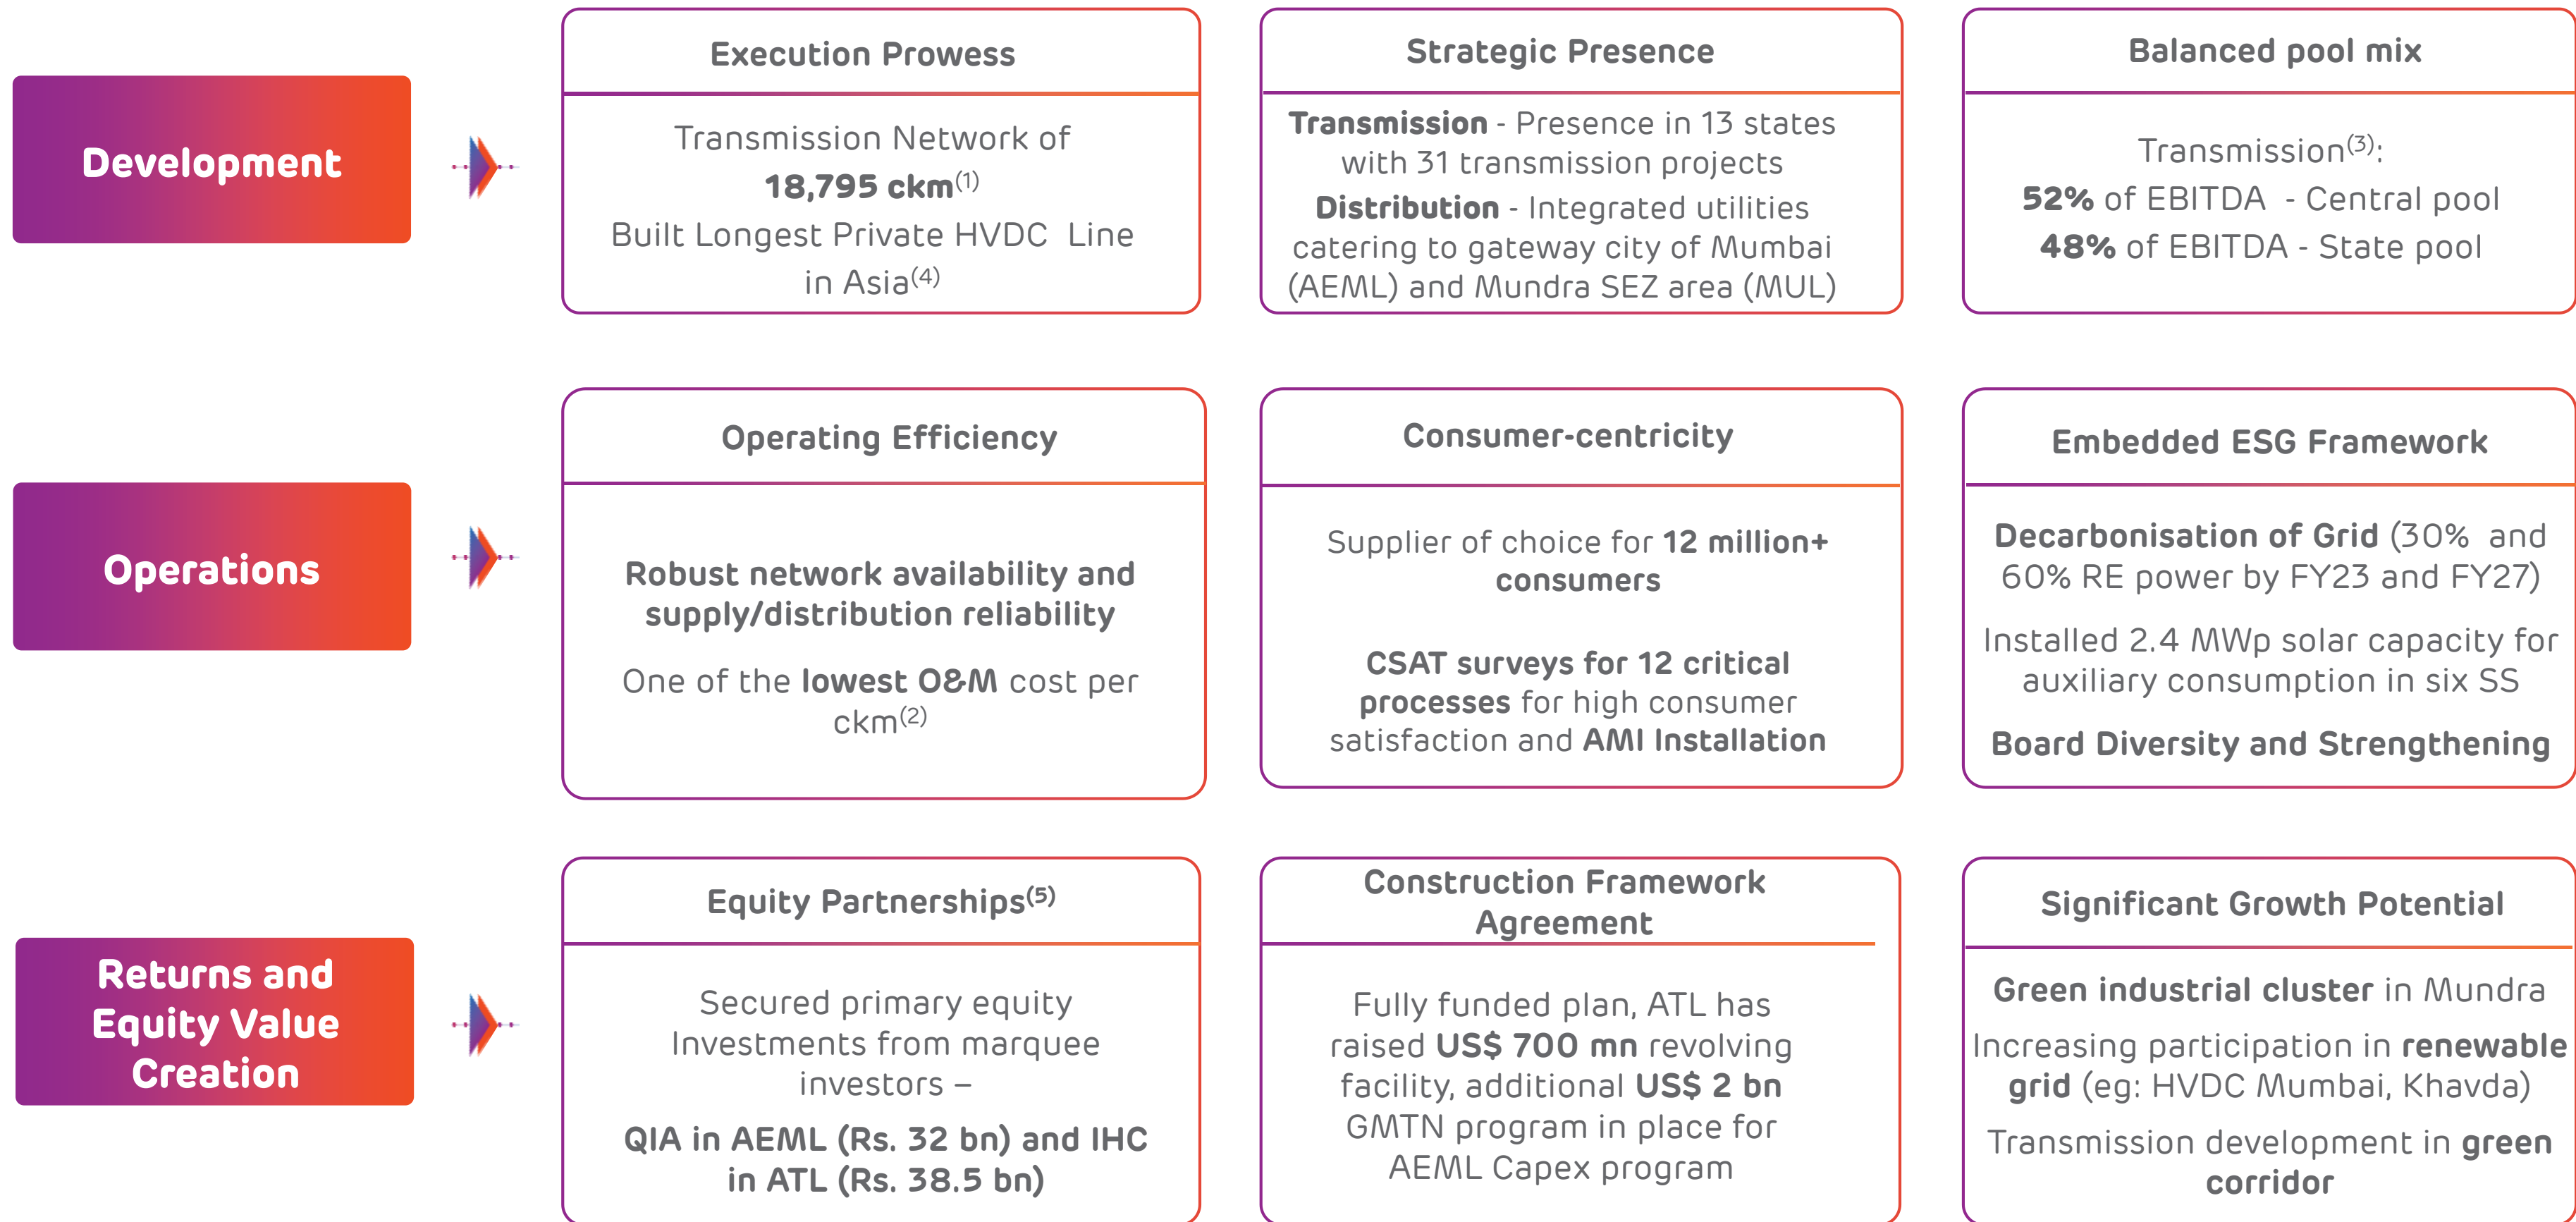 Development
Execution Prowess
Transmission Network of
18,795 ckm(1)
Built Longest Private HVDC Line
in Asia(4)
Strategic Presence
Transmission - Presence in 13 states
with 31 transmission projects
Distribution - Integrated utilities
catering to gateway city of Mumbai
(AEML) and Mundra SEZ area (MUL)
Balanced pool mix
Transmission(3):
52% of EBITDA - Central pool
48% of EBITDA - State pool
Operations
Operating Efficiency
Robust network availability and
supply/distribution reliability
One of the lowest O&M cost per
ckm(2)
Consumer-centricity
Supplier of choice for 12 million+
consumers
CSAT surveys for 12 critical
processes for high consumer
satisfaction and AMI Installation
Embedded ESG Framework
Decarbonisation of Grid (30% and
60% RE power by FY23 and FY27)
Installed 2.4 MWp solar capacity for
auxiliary consumption in six SS
Board Diversity and Strengthening
Returns and
Equity Value
Creation
Equity Partnerships(5)
Secured primary equity
Investments from marquee
investors –
QIA in AEML (Rs. 32 bn) and IHC
in ATL (Rs. 38.5 bn)
Construction Framework
Agreement
Fully funded plan, ATL has
raised US$ 700 mn revolving
facility, additional US$ 2 bn
GMTN program in place for
AEML Capex program
Significant Growth Potential
Green industrial cluster in Mundra
Increasing participation in renewable
grid (eg: HVDC Mumbai, Khavda)
Transmission development in green
corridor